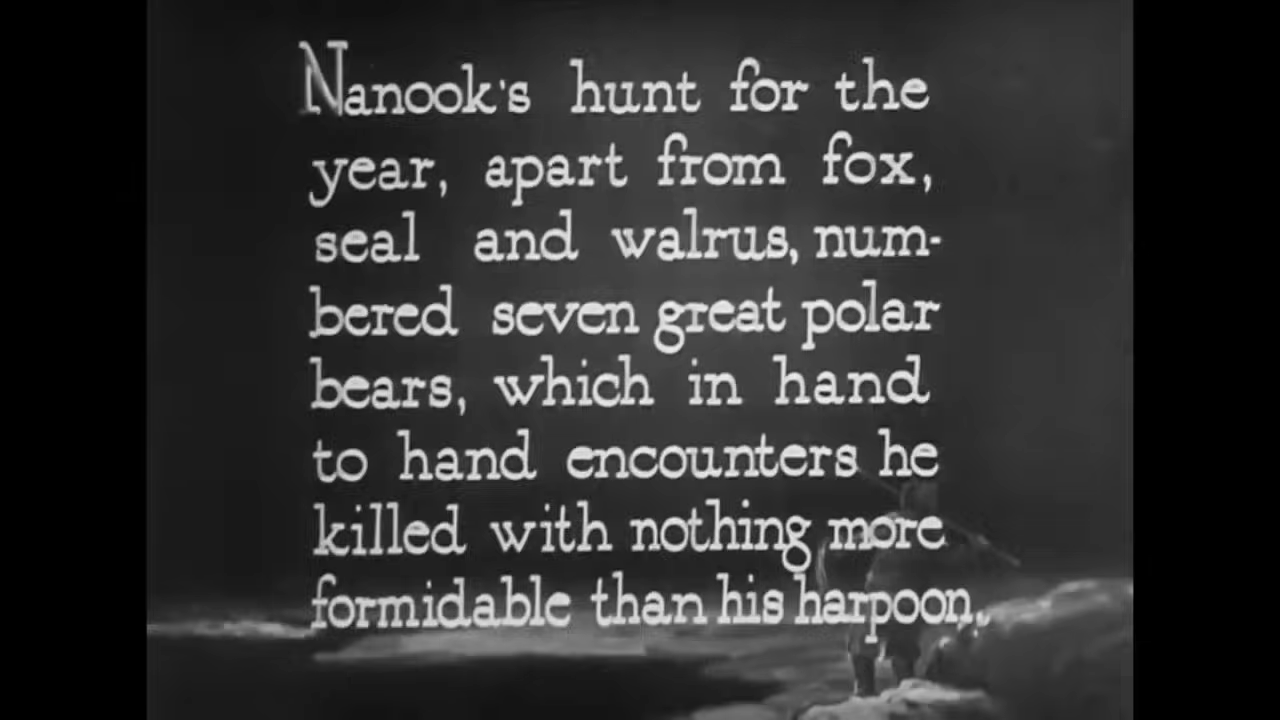 Nanook's hunt for the
year, apart from fox,
seal and walrus, num-
bered seven great polar
bears, which in hand
to hand encounters he
killed with nothing more
formidable than his harpoon.